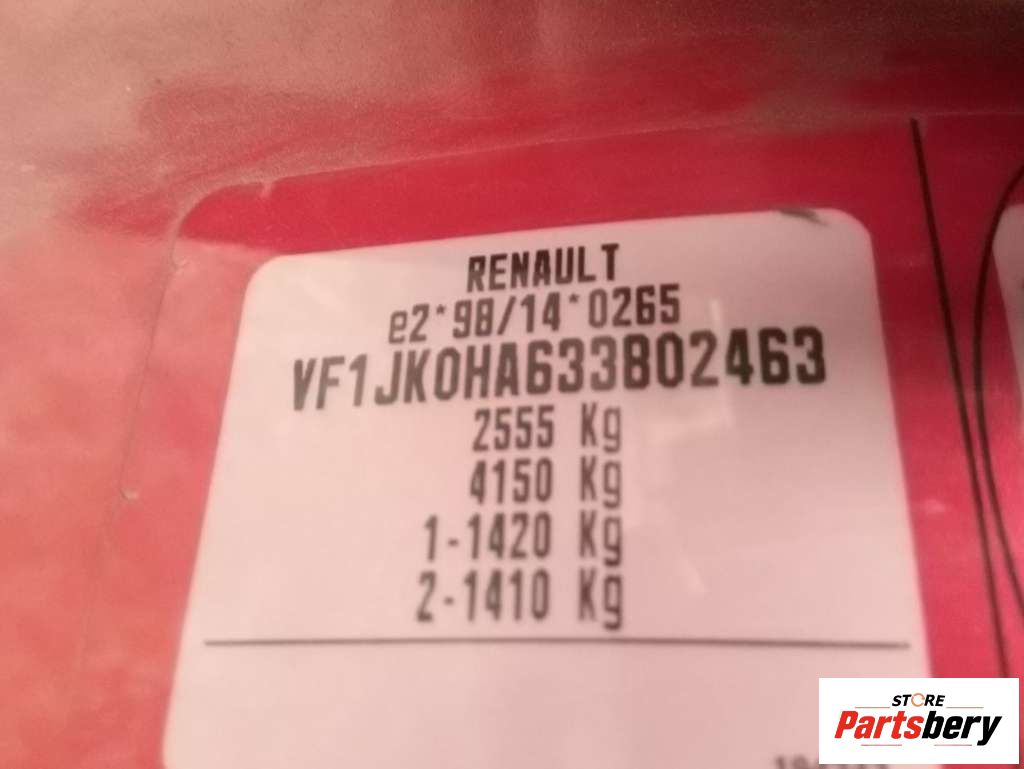 RENAULT
e2*98/14*0265
VF1JK0HA633802463
2555 Kg
4150 Kg
1-1420 Kg
2-1410 Kg
STORE
Partsbery